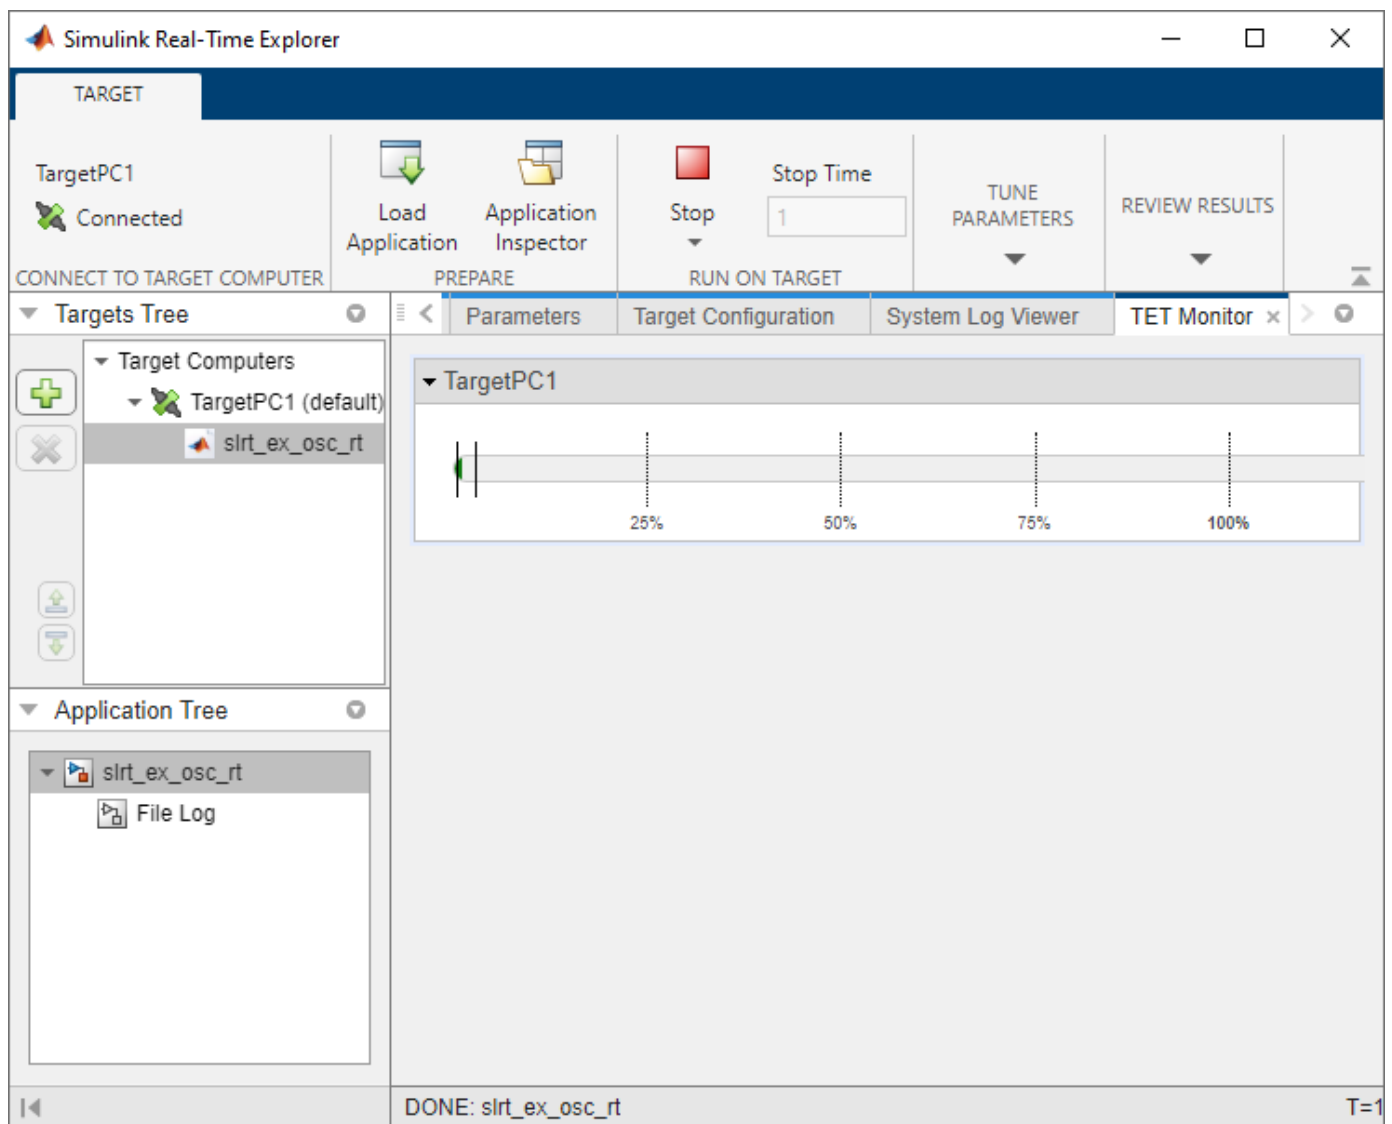 Simulink Real-Time Explorer
TARGET
TargetPC1
Connected
CONNECT TO TARGET COMPUTER
Load
Application
Application
Inspector
PREPARE
Stop
Stop Time
1
RUN ON TARGET
TUNE
PARAMETERS
REVIEW RESULTS
Targets Tree
Target Computers
TargetPC1 (default)
slrt_ex_osc_rt
Application Tree
slrt_ex_osc_rt
File Log
Parameters
Target Configuration
System Log Viewer
TET Monitor
TargetPC1
25%
50%
75%
100%
DONE: slrt_ex_osc_rt
T=1